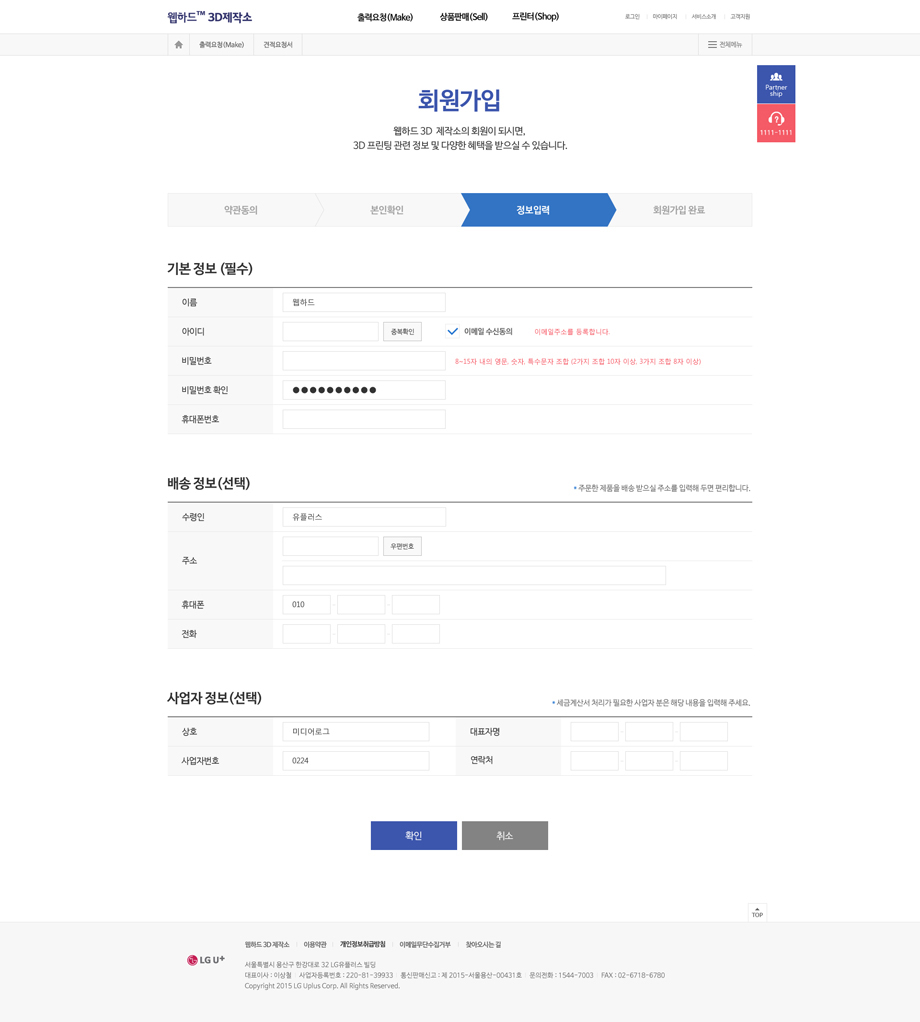 웹하드™ 3D제작소
출력요청(Make) 상품판매(Sell) 프린터(Shop)
로그인 마이페이지 서비스소개 고객지원
출력요청(Make) 견적요청서 전체메뉴
Partner
ship
1111-1111
회원가입
웹하드 3D 제작소의 회원이 되시면,
3D 프린팅 관련 정보 및 다양한 혜택을 받으실 수 있습니다.
약관동의 본인확인 정보입력 회원가입 완료
기본 정보 (필수)
이름 웹하드
아이디 중복확인 이메일 수신동의 이메일주소를 등록합니다.
비밀번호 8~15자 내의 영문, 숫자, 특수문자 조합 (2가지 조합 10자 이상, 3가지 조합 8자 이상)
비밀번호 확인 ●●●●●●●●●●
휴대폰번호
배송 정보(선택)
• 주문한 제품을 배송 받으실 주소를 입력해 두면 편리합니다.
수령인 유플러스
주소 우편번호
휴대폰 010 - -
전화 - -
사업자 정보(선택)
• 세금계산서 처리가 필요한 사업자 분은 해당 내용을 입력해 주세요.
상호 미디어로그 대표자명 - -
사업자번호 0224 연락처 - -
확인 취소
TOP
웹하드 3D 제작소 이용약관 개인정보취급방침 이메일무단수집거부 찾아오시는 길
LG U+
서울특별시 용산구 한강대로 32 LG유플러스 빌딩
대표이사 : 이상철 사업자등록번호 : 220-81-39933 통신판매신고 : 제 2015-서울용산-00431호 문의전화 : 1544-7003 FAX : 02-6718-6780
Copyright 2015 LG Uplus Corp. All Rights Reserved.